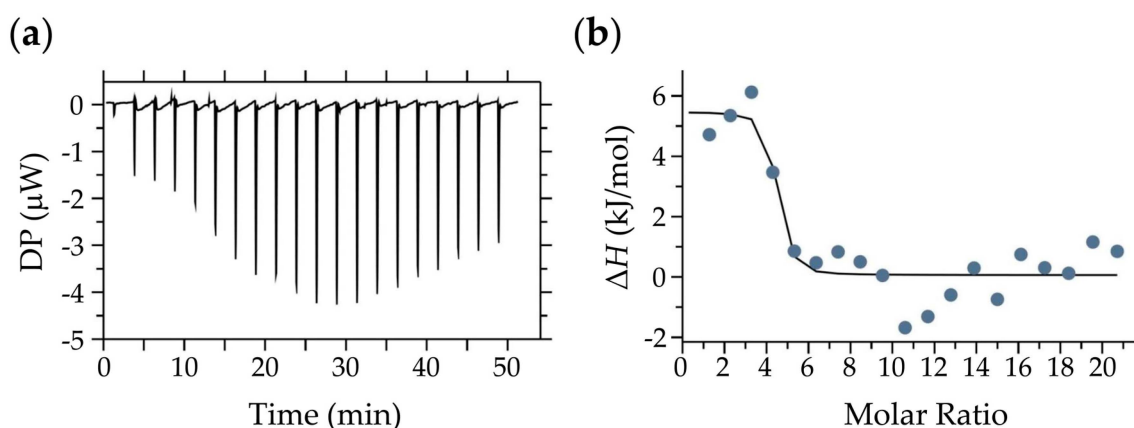 (a)
0
-1
-2
-3
-4
-5
DP (μW)
0 10 20 30 40 50
Time (min)
(b)
6
4
2
0
-2
ΔH (kJ/mol)
0 2 4 6 8 10 12 14 16 18 20
Molar Ratio